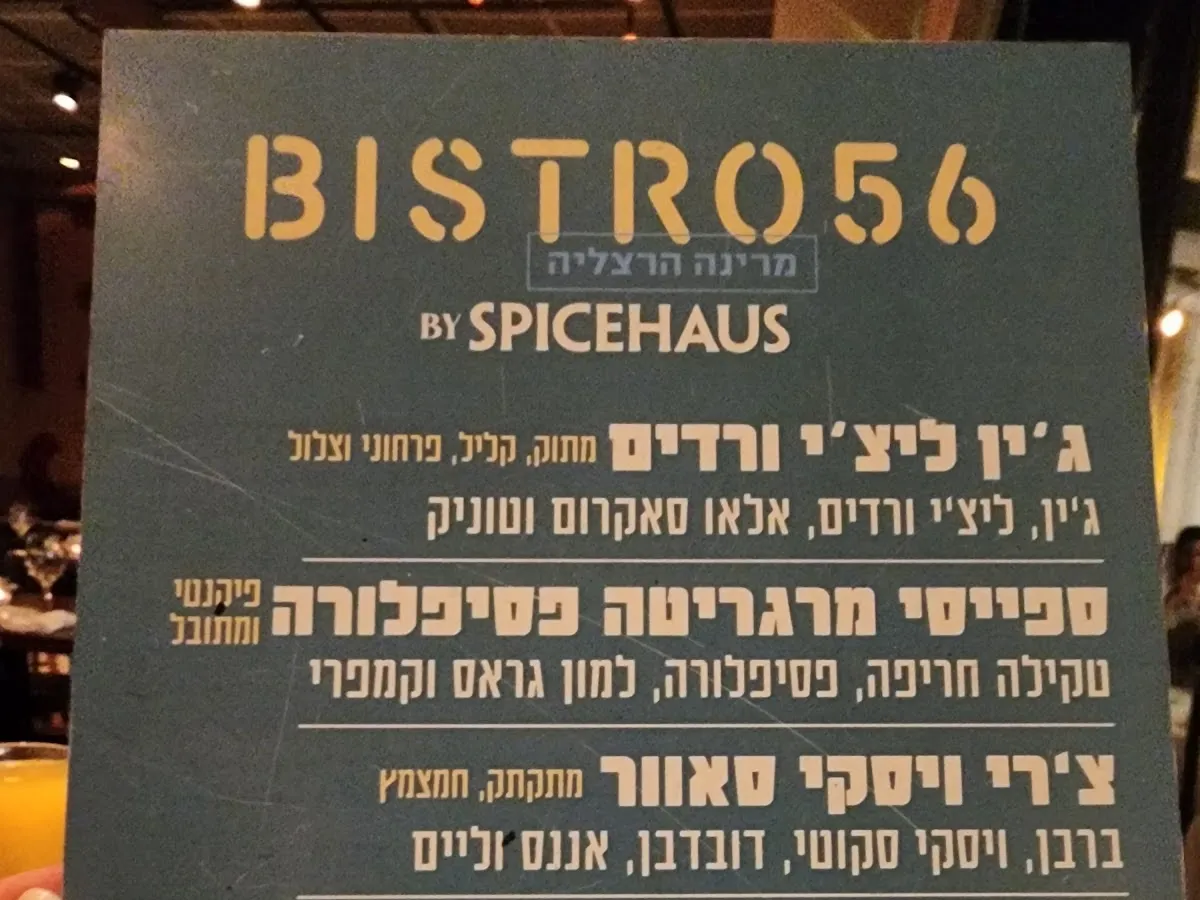 BISTRO56
מרינה הרצליה
BY SPICEHAUS
ג'ין ליצ'י ורדים מתוק, קליל, פרחוני וצלול
ג'ין, ליצ'י ורדים, אלאו סאקרום וטוניק
ספייסי מרגריטה פסיפלורה פיקנטי ומתובל
טקילה חריפה, פסיפלורה, למון גראס וקמפרי
צ'רי ויסקי סאוור מתקתק, חמצמץ
ברבן, ויסקי סקוטי, דובדבן, אננס וליים